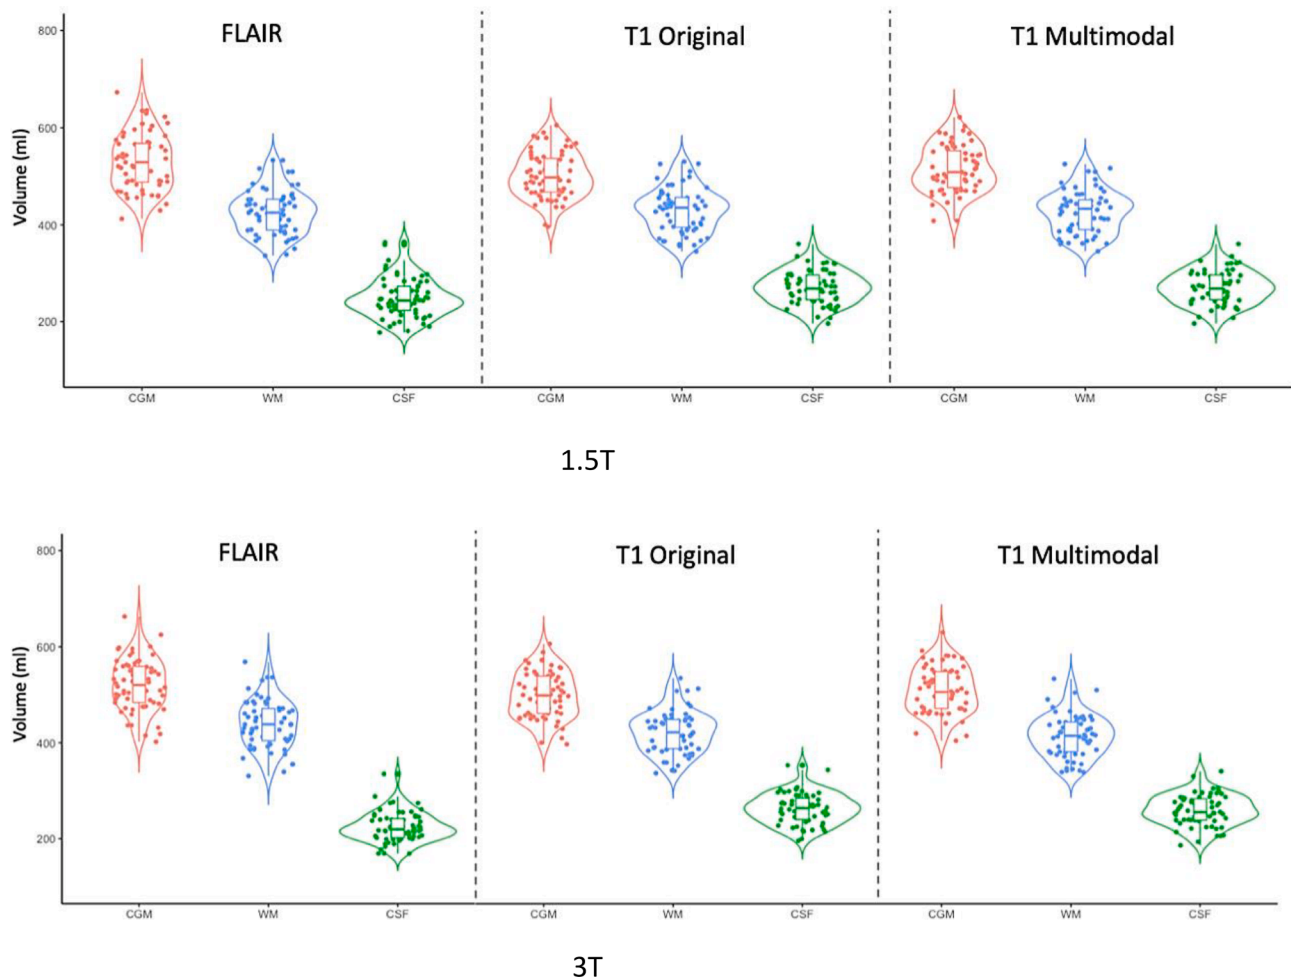 FLAIR T1 Original T1 Multimodal
800
600
400
200
Volume (ml)
CGM WM CSF CGM WM CSF CGM WM CSF
1.5T
FLAIR T1 Original T1 Multimodal
800
600
400
200
Volume (ml)
CGM WM CSF CGM WM CSF CGM WM CSF
3T